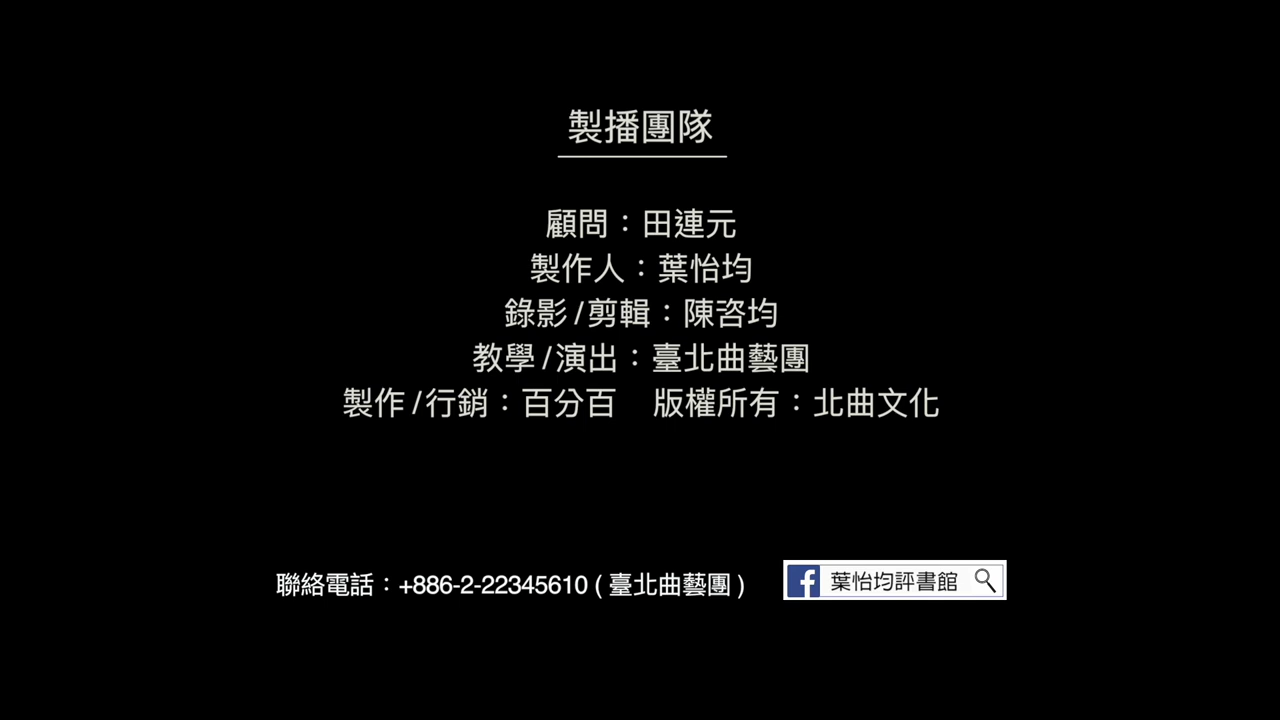 製播團隊
顧問：田連元
製作人：葉怡均
錄影/剪輯：陳咨均
教學/演出：臺北曲藝團
製作/行銷：百分百 版權所有：北曲文化
聯絡電話：+886-2-22345610 ( 臺北曲藝團 ) f 葉怡均評書館